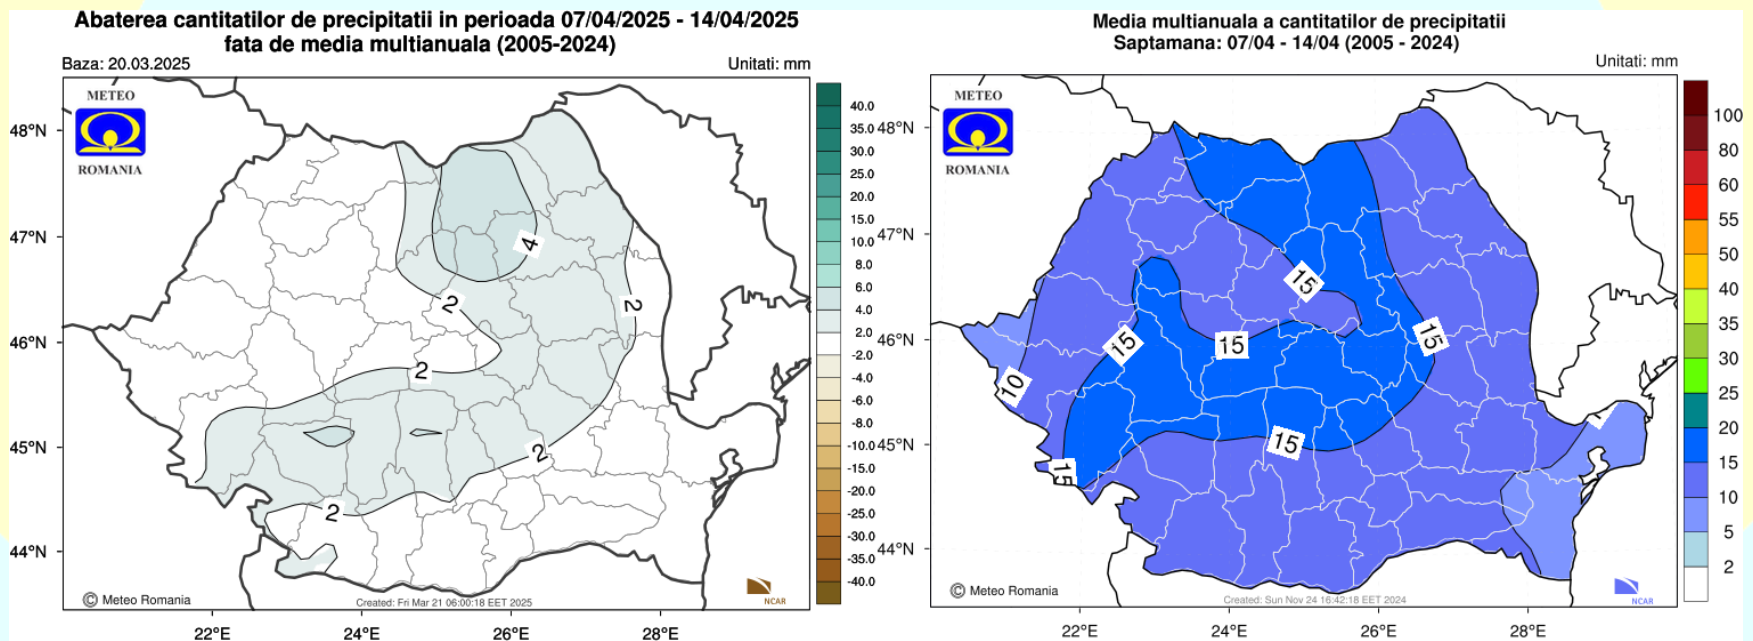 Abaterea cantitatilor de precipitatii in perioada 07/04/2025 - 14/04/2025
fata de media multianuala (2005-2024)
Baza: 20.03.2025
Unitati: mm
METEO
ROMANIA
48°N
47°N
46°N
45°N
44°N
22°E
24°E
26°E
28°E
4
2
2
2
2
2
© Meteo Romania
Created: Fri Mar 21 06:00:18 EET 2025
NCAR
40.0
35.0
30.0
25.0
20.0
15.0
10.0
8.0
6.0
4.0
2.0
-2.0
-4.0
-6.0
-8.0
-10.0
-15.0
-20.0
-25.0
-30.0
-35.0
-40.0
Media multianuala a cantitatilor de precipitatii
Saptamana: 07/04 - 14/04 (2005 - 2024)
Unitati: mm
METEO
ROMANIA
48°N
47°N
46°N
45°N
44°N
22°E
24°E
26°E
28°E
15
15
15
15
10
15
15
© Meteo Romania
Created: Sun Nov 24 16:42:18 EET 2024
NCAR
100
80
60
55
50
40
35
30
25
20
15
10
5
2